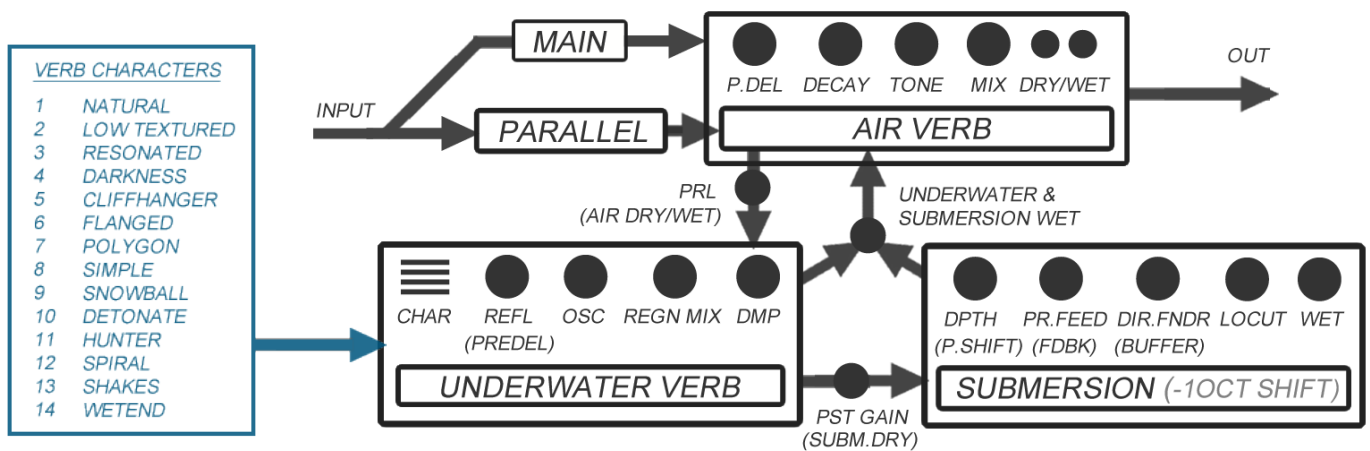 VERB CHARACTERS
1 NATURAL
2 LOW TEXTURED
3 RESONATED
4 DARKNESS
5 CLIFFHANGER
6 FLANGED
7 POLYGON
8 SIMPLE
9 SNOWBALL
10 DETONATE
11 HUNTER
12 SPIRAL
13 SHAKES
14 WETEND
INPUT
MAIN
PARALLEL
P.DEL DECAY TONE MIX DRY/WET
AIR VERB
OUT
PRL
(AIR DRY/WET)
UNDERWATER &
SUBMERSION WET
CHAR REFL OSC REGN MIX DMP
(PREDEL)
UNDERWATER VERB
PST GAIN
(SUBM.DRY)
DPTH PR.FEED DIR.FNDR LOCUT WET
(P.SHIFT) (FDBK) (BUFFER)
SUBMERSION (-1OCT SHIFT)